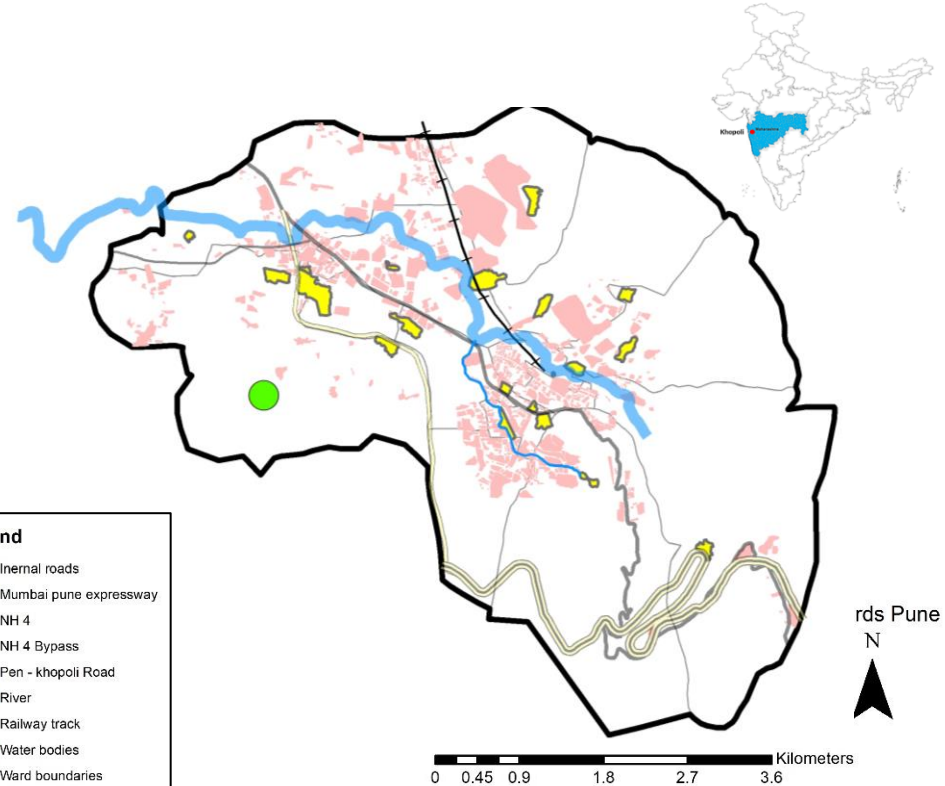 Khopoli
Maharashtra
nd
Inernal roads
Mumbai pune expressway
NH 4
NH 4 Bypass
Pen - khopoli Road
River
Railway track
Water bodies
Ward boundaries
rds Pune
N
Kilometers
0 0.45 0.9 1.8 2.7 3.6